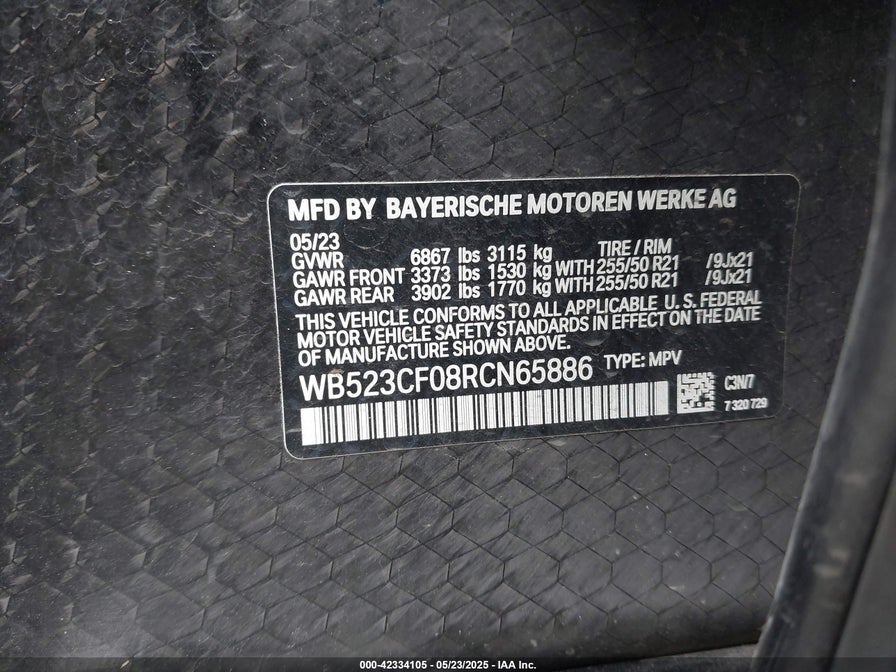 MFD BY BAYERISCHE MOTOREN WERKE AG
05/23 TIRE / RIM
GVWR 6867 lbs 3115 kg
GAWR FRONT 3373 lbs 1530 kg WITH 255/50 R21 /9Jx21
GAWR REAR 3902 lbs 1770 kg WITH 255/50 R21 /9Jx21
THIS VEHICLE CONFORMS TO ALL APPLICABLE U.S. FEDERAL
MOTOR VEHICLE SAFETY STANDARDS IN EFFECT ON THE DATE
OF MANUFACTURE SHOWN ABOVE.
WB523CF08RCN65886 TYPE: MPV
C3N/7
7 320 729
000-42334105 - 05/23/2025 - IAA Inc.